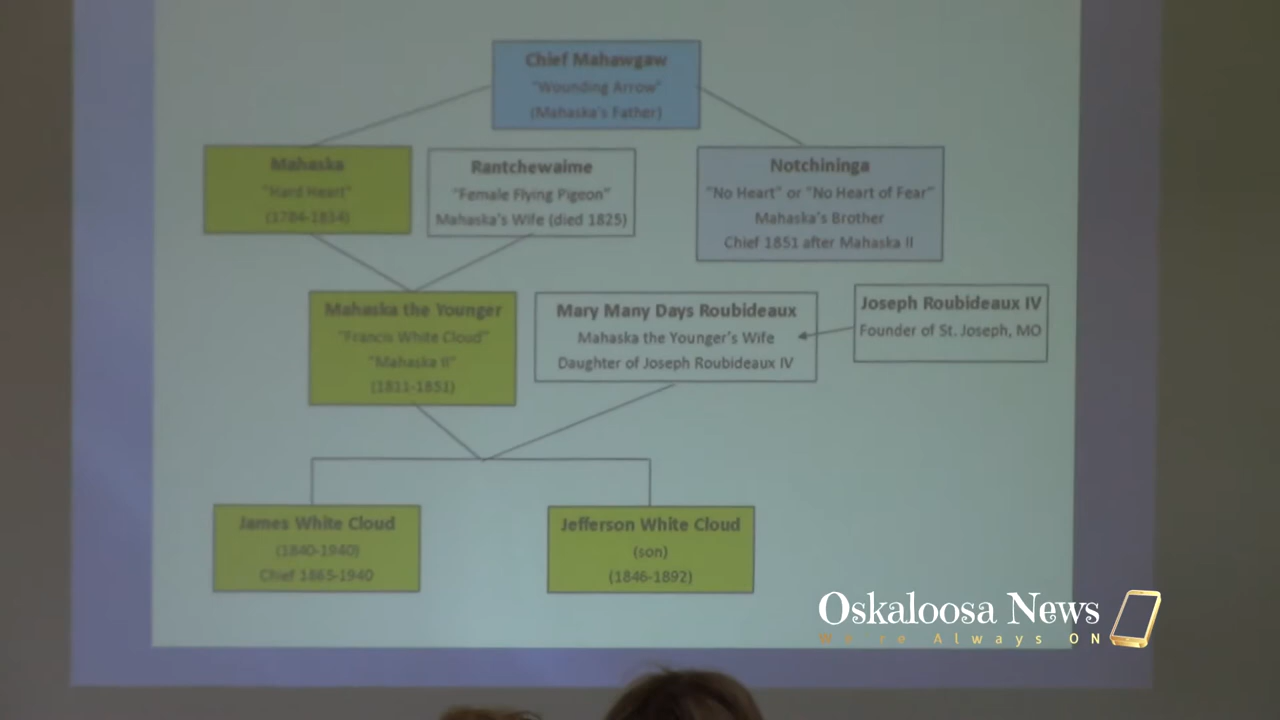 Chief Mahawgaw
"Wounding Arrow"
(Mahaska's Father)
Mahaska
"Hard Heart"
(1784-1834)
Rantchewaime
"Female Flying Pigeon"
Mahaska's Wife (died 1825)
Notchininga
"No Heart" or "No Heart of Fear"
Mahaska's Brother
Chief 1851 after Mahaska II
Mahaska the Younger
"Francis White Cloud"
"Mahaska II"
(1811-1851)
Mary Many Days Roubideaux
Mahaska the Younger's Wife
Daughter of Joseph Roubideaux IV
Joseph Roubideaux IV
Founder of St. Joseph, MO
James White Cloud
(1840-1940)
Chief 1865-1940
Jefferson White Cloud
(son)
(1846-1892)
Oskaloosa News
We're Always ON